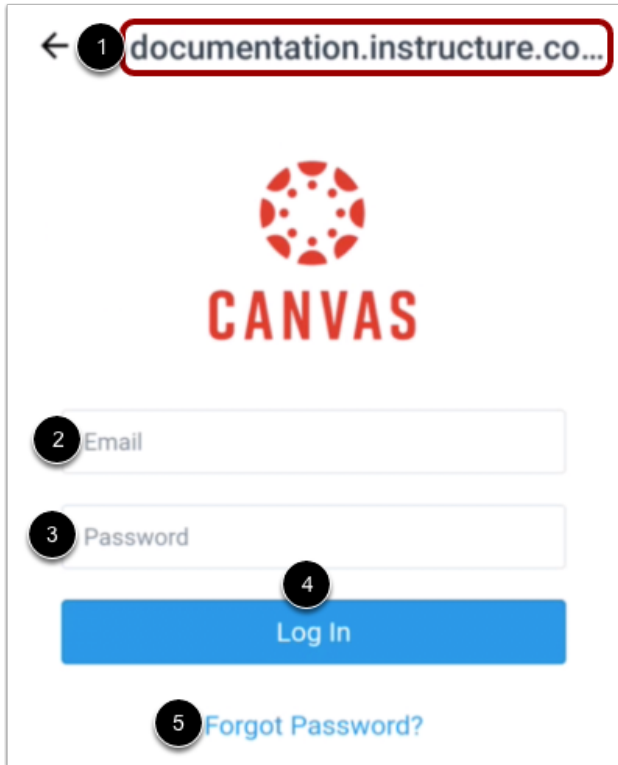 1 documentation.instructure.co...
CANVAS
2 Email
3 Password
4
Log In
5 Forgot Password?